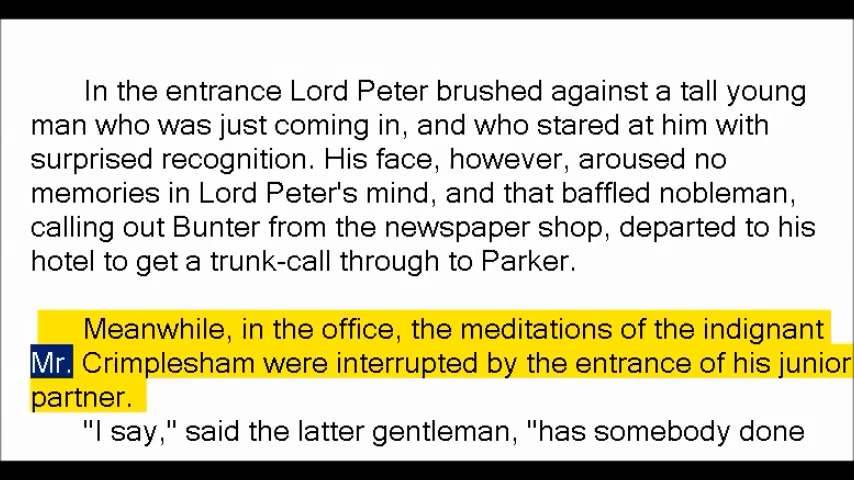 In the entrance Lord Peter brushed against a tall young
man who was just coming in, and who stared at him with
surprised recognition. His face, however, aroused no
memories in Lord Peter's mind, and that baffled nobleman,
calling out Bunter from the newspaper shop, departed to his
hotel to get a trunk-call through to Parker.
Meanwhile, in the office, the meditations of the indignant
Mr. Crimplesham were interrupted by the entrance of his junior
partner.
"I say," said the latter gentleman, "has somebody done